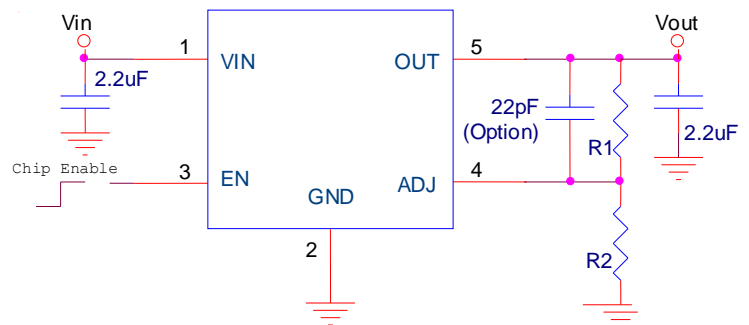 Vin
Vout
1
5
VIN
OUT
2.2uF
22pF
(Option)
R1
2.2uF
Chip Enable
3
EN
ADJ
4
GND
2
R2